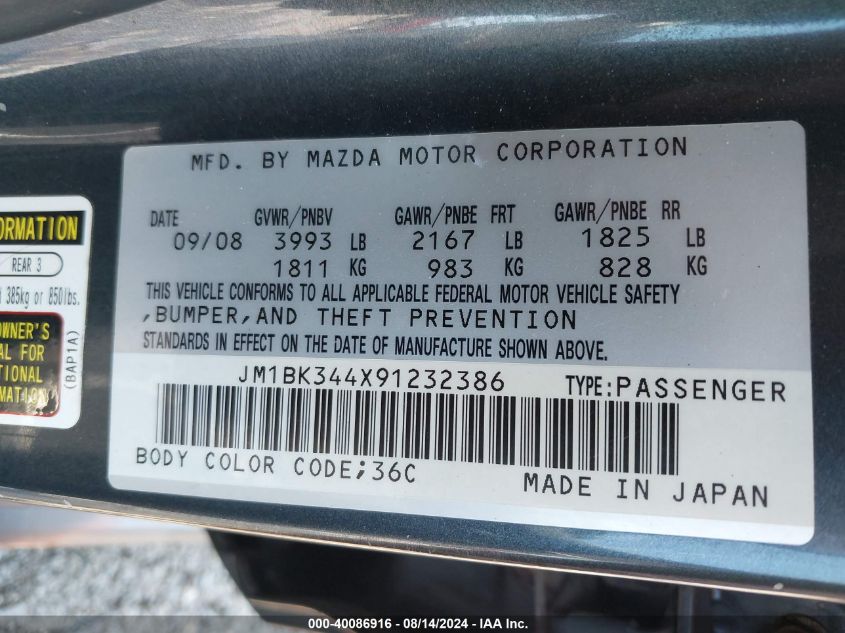 MFD. BY MAZDA MOTOR CORPORATION
DATE GVWR/PNBV GAWR/PNBE FRT GAWR/PNBE RR
09/08 3993 LB 2167 LB 1825 LB
1811 KG 983 KG 828 KG
THIS VEHICLE CONFORMS TO ALL APPLICABLE FEDERAL MOTOR VEHICLE SAFETY
,BUMPER,AND THEFT PREVENTION
STANDARDS IN EFFECT ON THE DATE OF MANUFACTURE SHOWN ABOVE.
JM1BK344X91232386 TYPE:PASSENGER
BODY COLOR CODE;36C
MADE IN JAPAN
REAR 3
385kg or 850lbs.
OWNER'S
FOR
(BAP1A)
000-40086916 - 08/14/2024 - IAA Inc.